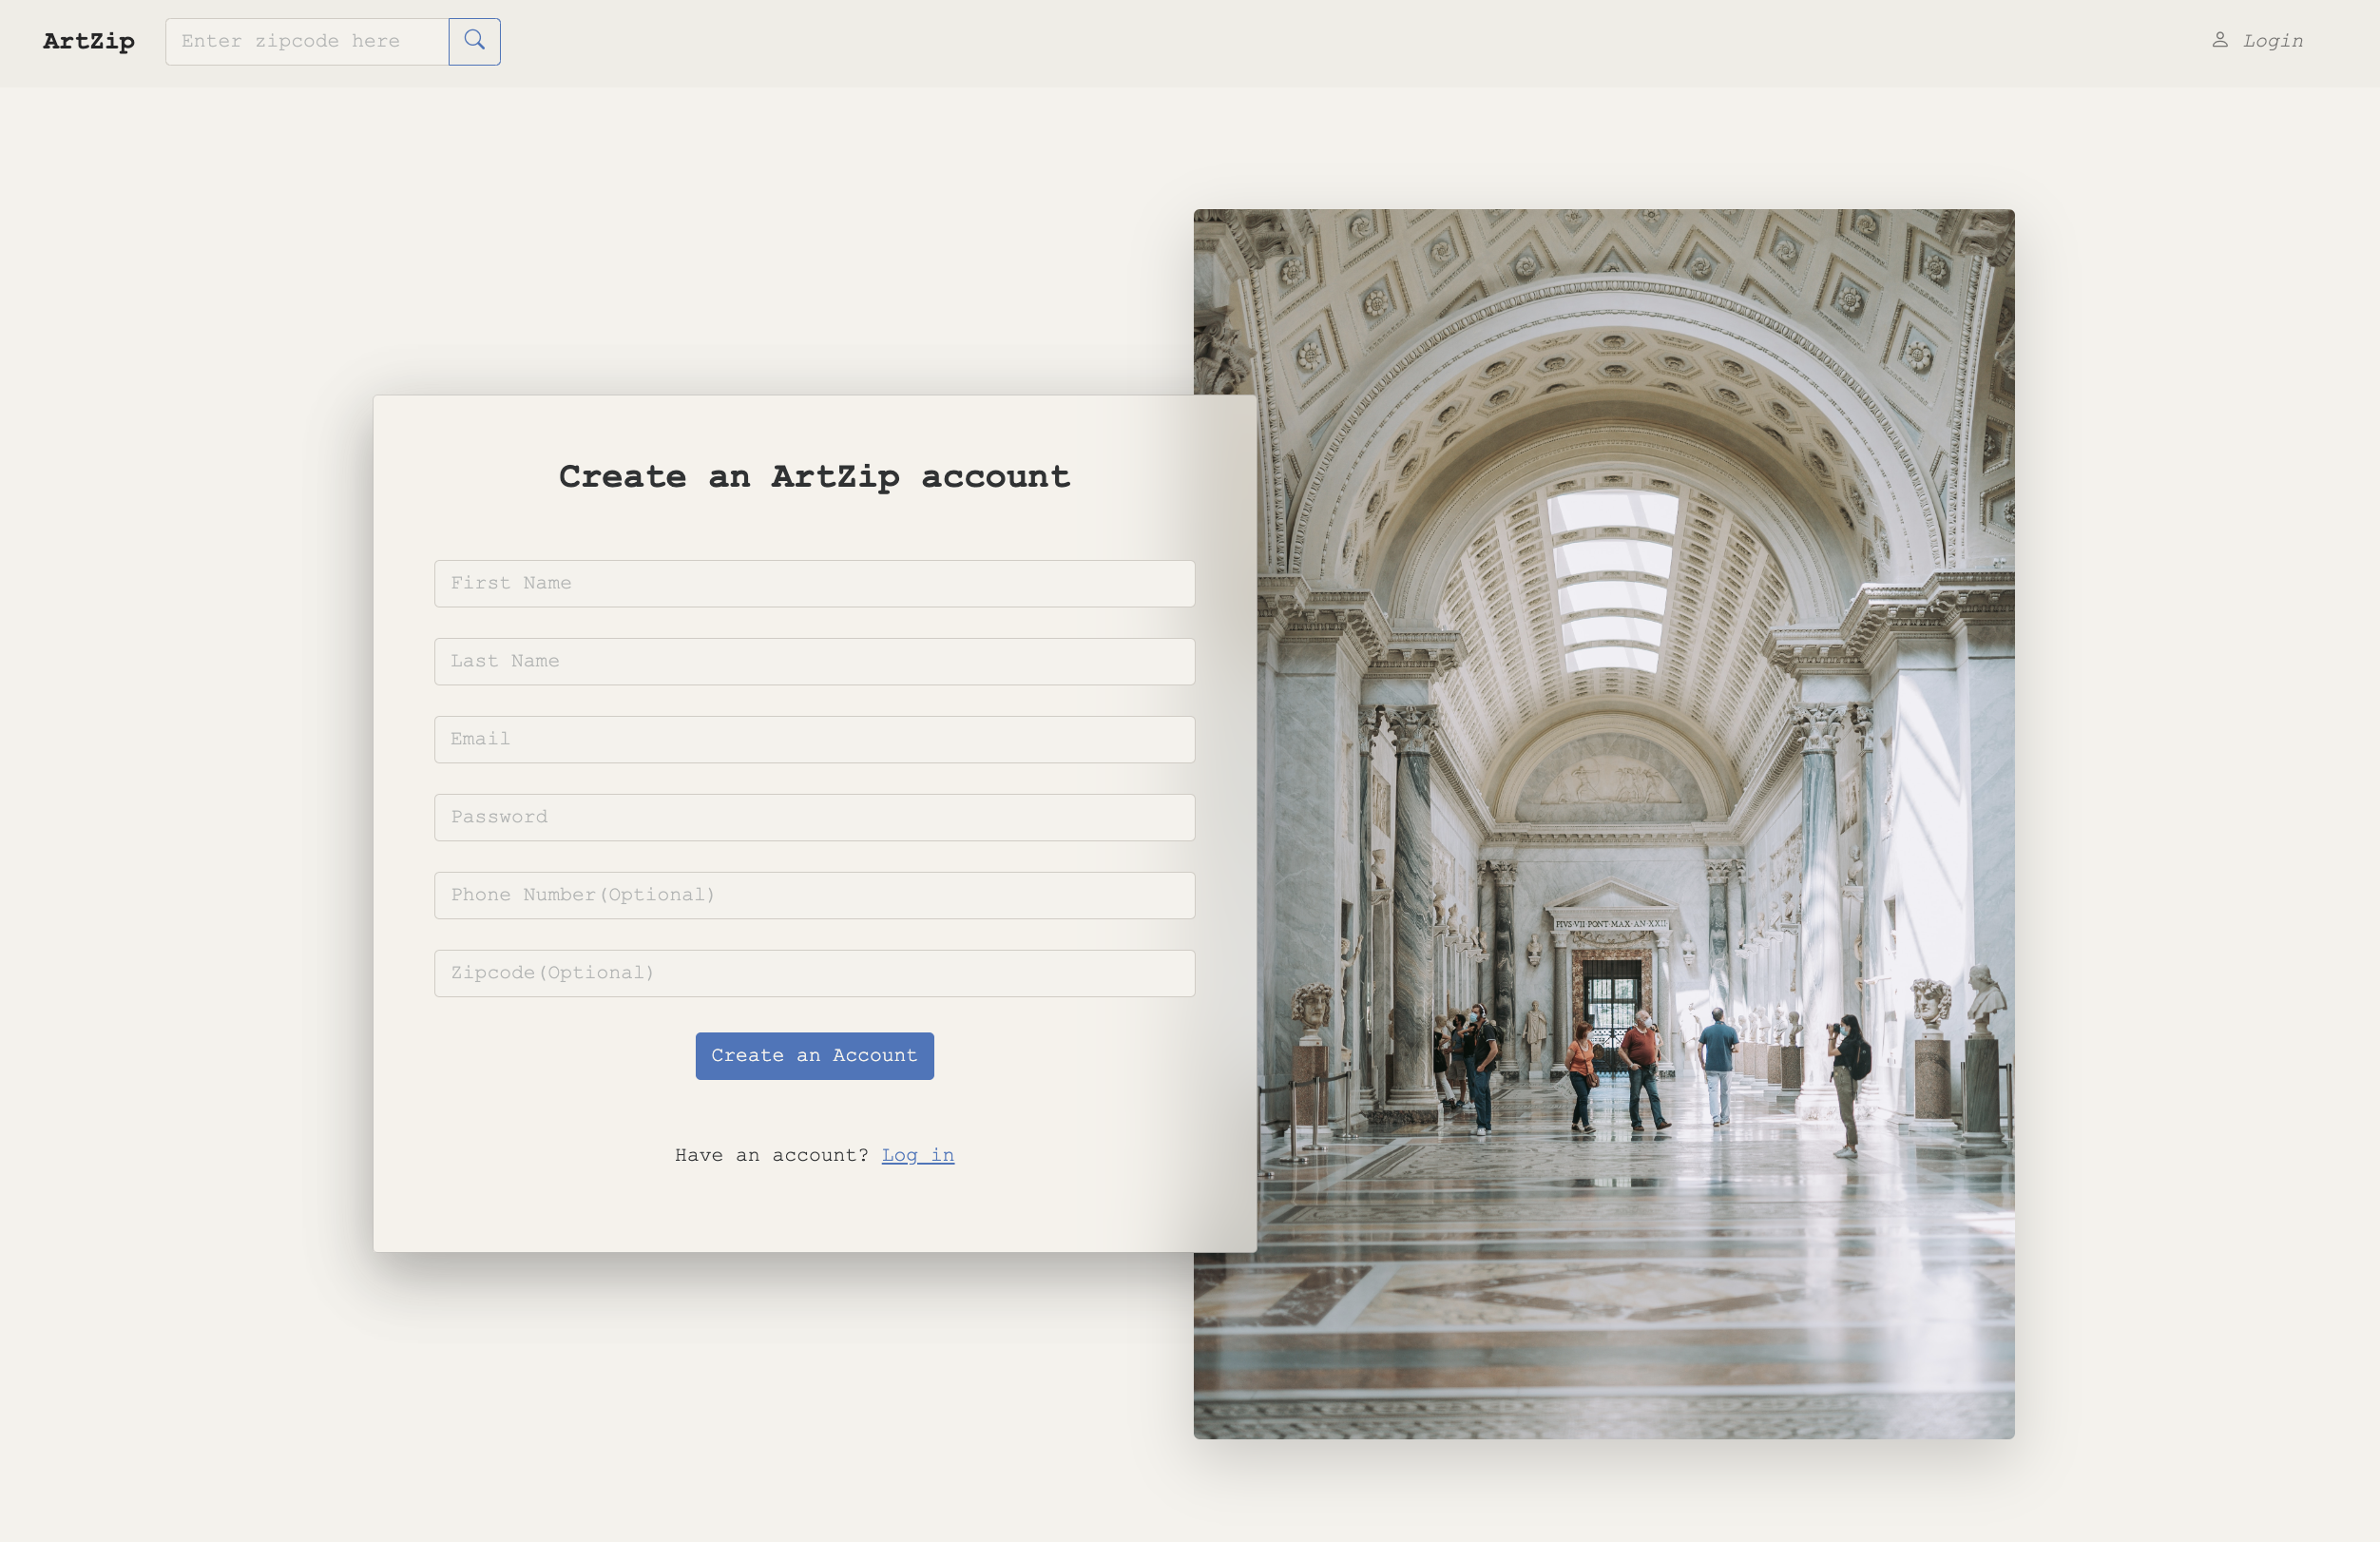 ArtZip
Enter zipcode here
Login
Create an ArtZip account
First Name
Last Name
Email
Password
Phone Number(Optional)
Zipcode(Optional)
Create an Account
Have an account? Log in
PIVS·VII·PONT·MAX·AN·XXII